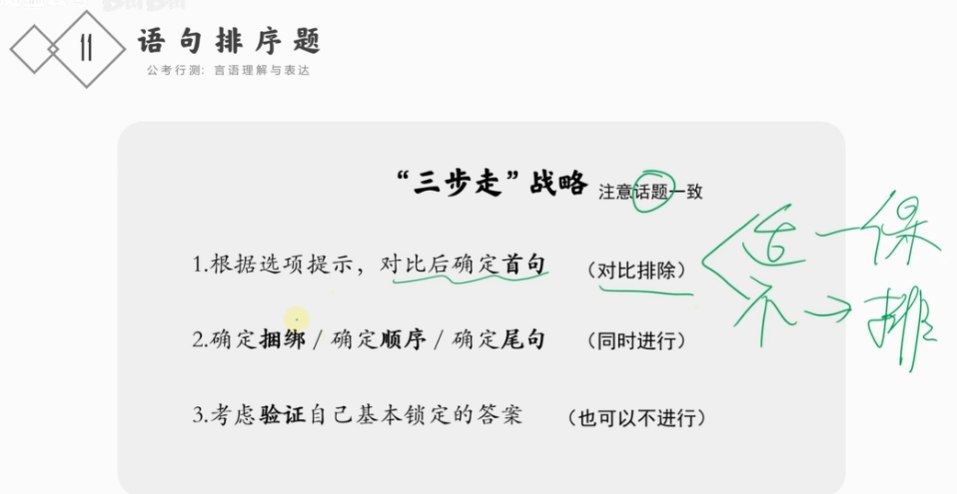 11 语句排序题
公考行测：言语理解与表达
“三步走”战略 注意话题一致
1.根据选项提示，对比后确定首句 （对比排除）
适—保
不→排
2.确定捆绑/确定顺序/确定尾句 （同时进行）
3.考虑验证自己基本锁定的答案 （也可以不进行）